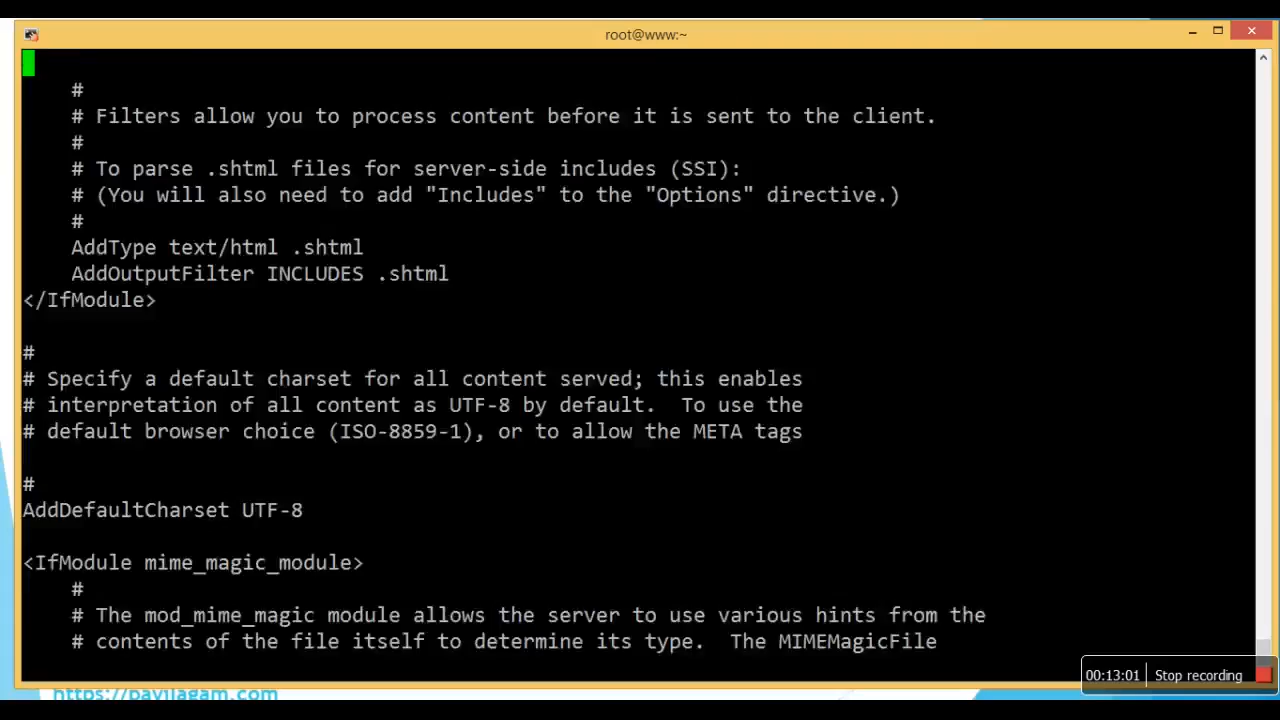 root@www:~
#
# Filters allow you to process content before it is sent to the client.
#
# To parse .shtml files for server-side includes (SSI):
# (You will also need to add "Includes" to the "Options" directive.)
#
AddType text/html .shtml
AddOutputFilter INCLUDES .shtml
</IfModule>
#
# Specify a default charset for all content served; this enables
# interpretation of all content as UTF-8 by default.  To use the
# default browser choice (ISO-8859-1), or to allow the META tags
#
AddDefaultCharset UTF-8
<IfModule mime_magic_module>
#
# The mod_mime_magic module allows the server to use various hints from the
# contents of the file itself to determine its type.  The MIMEMagicFile
00:13:01 Stop recording
https://payilagam.com